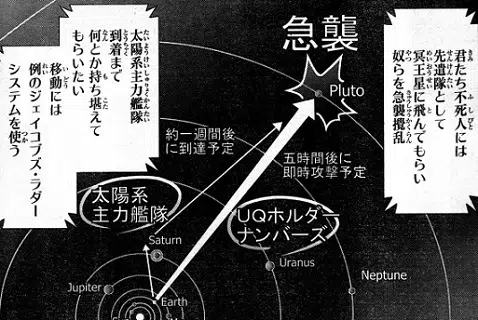 君たち不死人には
先遣隊として
冥王星に飛んでもらい
奴らを急襲攪乱
太陽系主力艦隊
到着まで
何とか持ち堪えて
もらいたい
移動には
例のジェイコブズ・ラダー
システムを使う
急襲
Pluto
約一週間後
に到達予定
五時間後に
即時攻撃予定
太陽系
主力艦隊
UQホルダー
ナンバーズ
Saturn
Uranus
Neptune
Jupiter
Earth